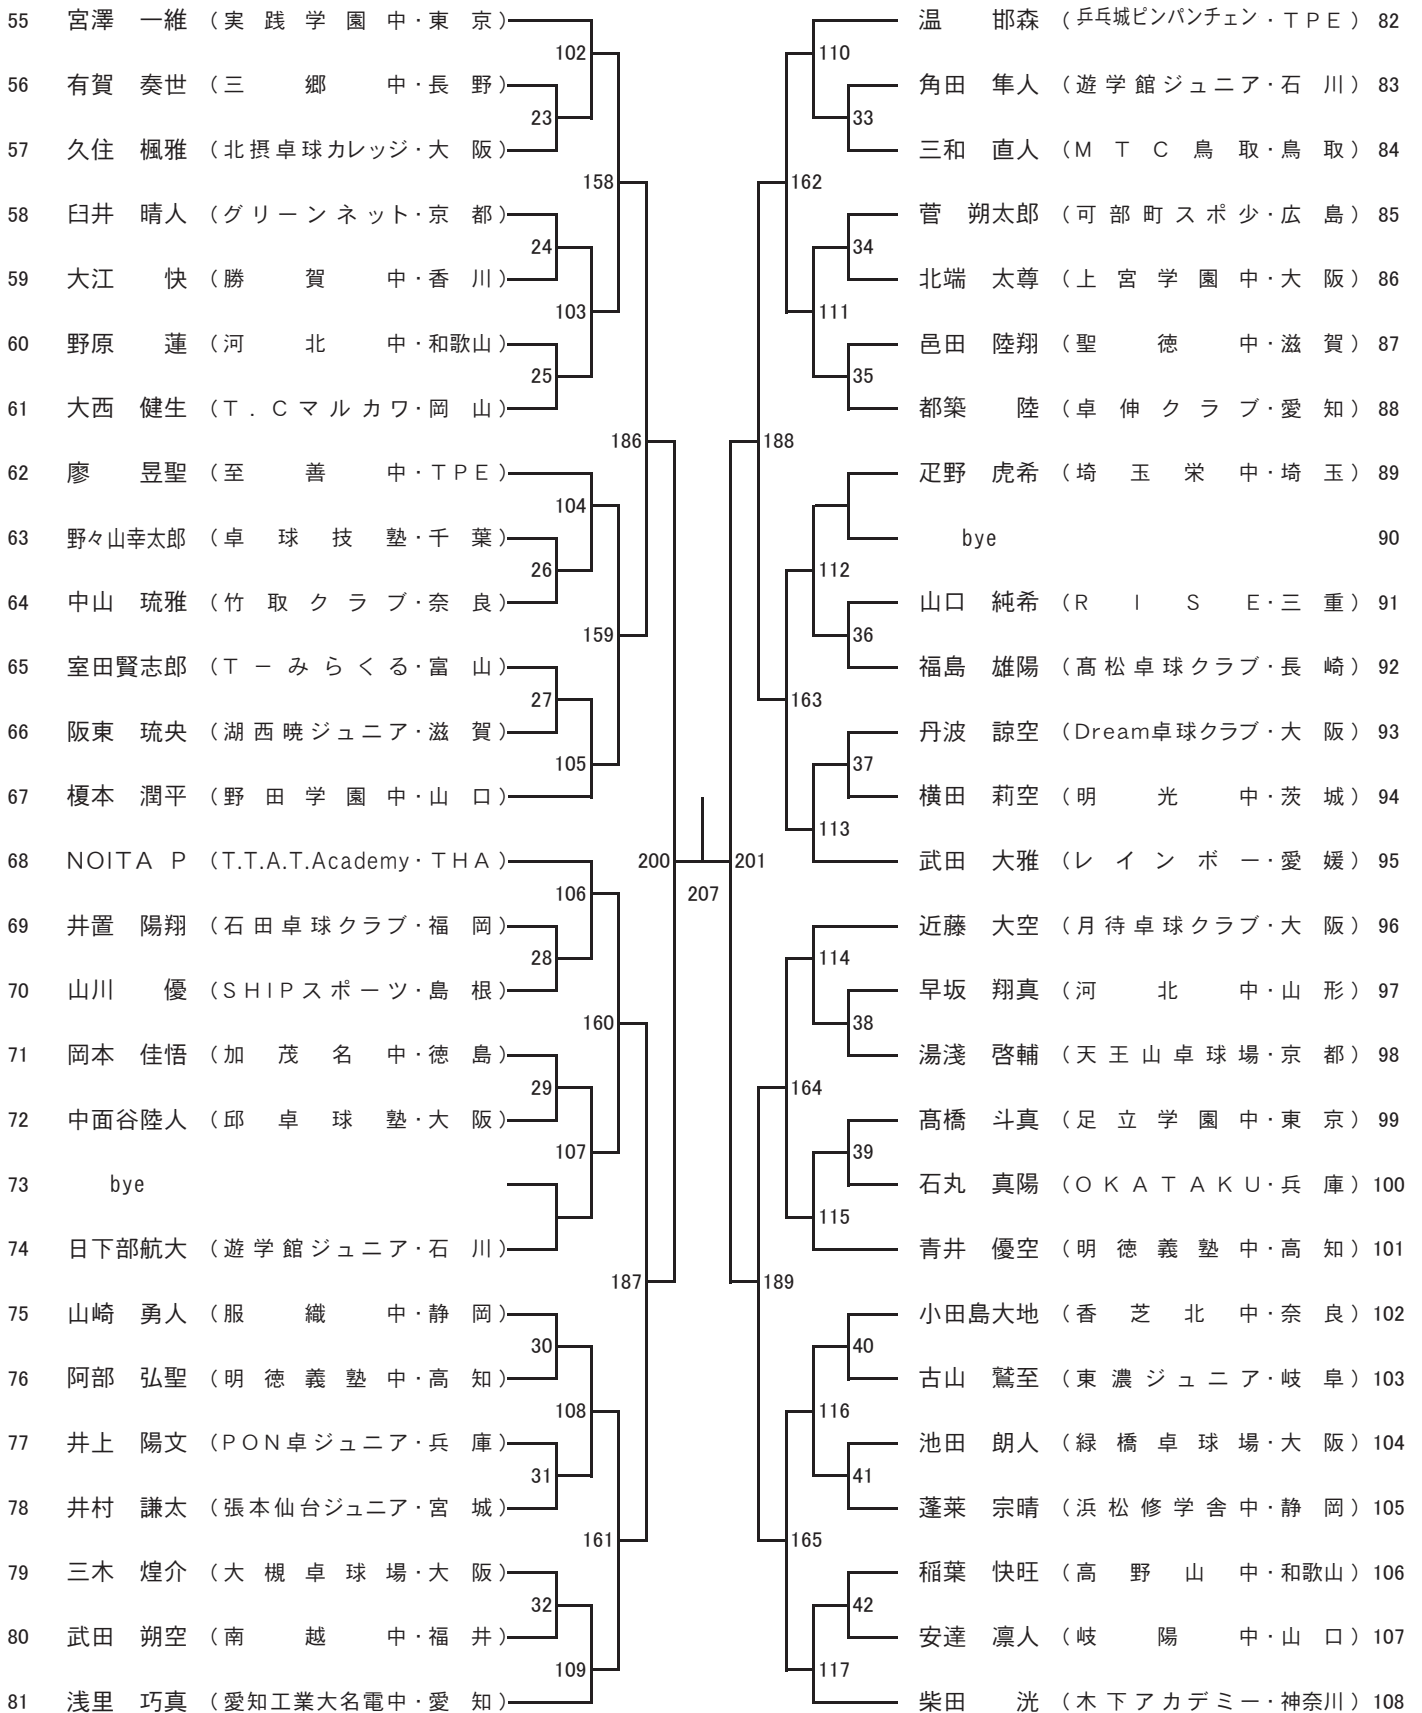 55 宮澤 一維 (実践学園中・東京)
102
56 有賀 奏世 (三郷中・長野)
23
57 久住 楓雅 (北摂卓球カレッジ・大阪)
158
58 臼井 晴人 (グリーンネット・京都)
24
59 大江 快 (勝賀中・香川)
103
60 野原 蓮 (河北中・和歌山)
25
61 大西 健生 (T.Cマルカワ・岡山)
186
62 廖 昱聖 (至善中・TPE)
104
63 野々山幸太郎 (卓球技塾・千葉)
26
64 中山 琉雅 (竹取クラブ・奈良)
159
65 室田賢志郎 (T-みらくる・富山)
27
66 阪東 琉央 (湖西暁ジュニア・滋賀)
105
67 榎本 潤平 (野田学園中・山口)
68 NOITA P (T.T.A.T.Academy・THA)
200
106
69 井置 陽翔 (石田卓球クラブ・福岡)
28
70 山川 優 (SHIPスポーツ・島根)
160
71 岡本 佳悟 (加茂名中・徳島)
29
72 中面谷陸人 (邱卓球塾・大阪)
107
73 bye
74 日下部航大 (遊学館ジュニア・石川)
187
75 山崎 勇人 (服織中・静岡)
30
76 阿部 弘聖 (明徳義塾中・高知)
108
77 井上 陽文 (PON卓ジュニア・兵庫)
31
78 井村 謙太 (張本仙台ジュニア・宮城)
161
79 三木 煌介 (大槻卓球場・大阪)
32
80 武田 朔空 (南越中・福井)
109
81 浅里 巧真 (愛知工業大名電中・愛知)
207
温 邯森 (乒乓城ピンパンチェン・TPE) 82
110
角田 隼人 (遊学館ジュニア・石川) 83
33
三和 直人 (MTC鳥取・鳥取) 84
162
菅 朔太郎 (可部町スポ少・広島) 85
34
北端 太尊 (上宮学園中・大阪) 86
111
邑田 陸翔 (聖徳中・滋賀) 87
35
都築 陸 (卓伸クラブ・愛知) 88
188
疋野 虎希 (埼玉栄中・埼玉) 89
bye 90
112
山口 純希 (RISE・三重) 91
36
福島 雄陽 (髙松卓球クラブ・長崎) 92
163
丹波 諒空 (Dream卓球クラブ・大阪) 93
37
横田 莉空 (明光中・茨城) 94
113
武田 大雅 (レインボー・愛媛) 95
201
近藤 大空 (月待卓球クラブ・大阪) 96
114
早坂 翔真 (河北中・山形) 97
38
湯淺 啓輔 (天王山卓球場・京都) 98
164
髙橋 斗真 (足立学園中・東京) 99
39
石丸 真陽 (OKATAKU・兵庫) 100
115
青井 優空 (明徳義塾中・高知) 101
189
小田島大地 (香芝北中・奈良) 102
40
古山 鷲至 (東濃ジュニア・岐阜) 103
116
池田 朗人 (緑橋卓球場・大阪) 104
41
蓬莱 宗晴 (浜松修学舎中・静岡) 105
165
稲葉 快旺 (高野山中・和歌山) 106
42
安達 凛人 (岐陽中・山口) 107
117
柴田 洸 (木下アカデミー・神奈川) 108